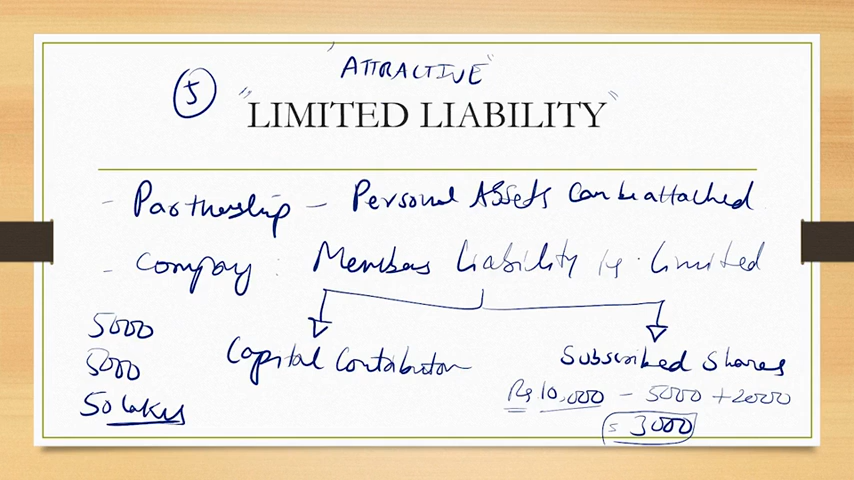 "ATTRACTIVE"
5
"LIMITED LIABILITY"
- Partnership - Personal Assets Can be attached
- Company : Members Liability is Limited
5000
Capital Contribution
Subscribed Shares
50 lakhs
Rs 10,000 - 5000 + 2000
= 3000